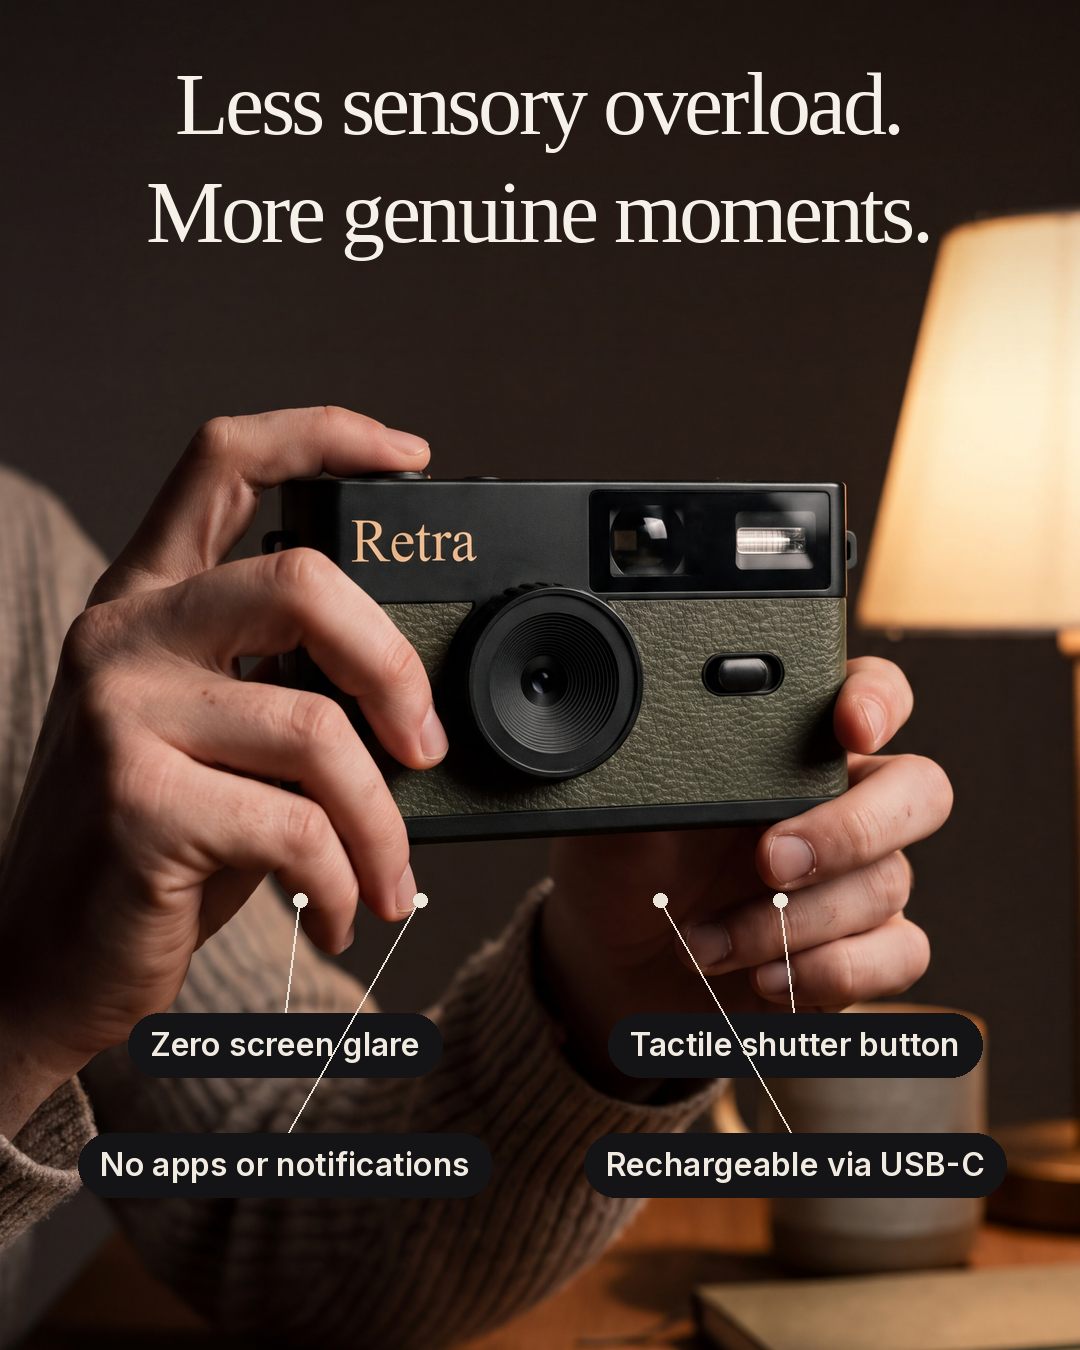 Less sensory overload.
More genuine moments.
Retra
Zero screen glare
Tactile shutter button
No apps or notifications
Rechargeable via USB-C